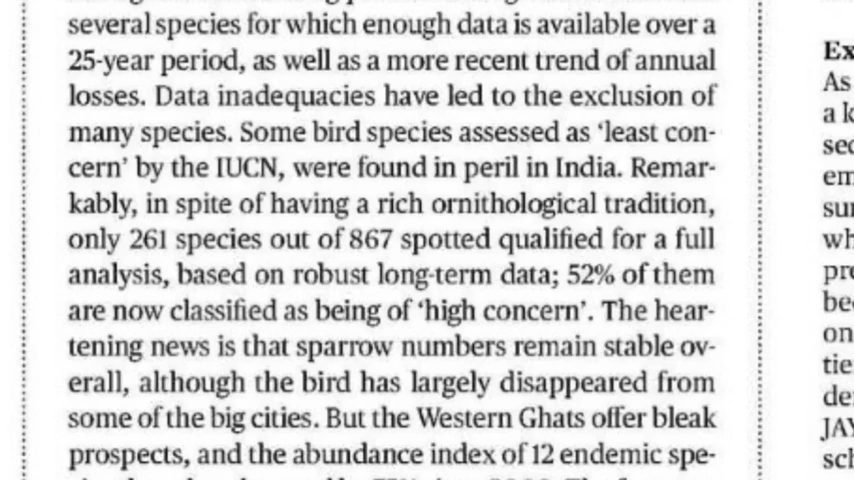 several species for which enough data is available over a
25-year period, as well as a more recent trend of annual
losses. Data inadequacies have led to the exclusion of
many species. Some bird species assessed as ‘least con-
cern’ by the IUCN, were found in peril in India. Remar-
kably, in spite of having a rich ornithological tradition,
only 261 species out of 867 spotted qualified for a full
analysis, based on robust long-term data; 52% of them
are now classified as being of ‘high concern’. The hear-
tening news is that sparrow numbers remain stable ov-
erall, although the bird has largely disappeared from
some of the big cities. But the Western Ghats offer bleak
prospects, and the abundance index of 12 endemic spe-
Ex
As
a k
sec
em
sur
wh
pre
bec
on
tie
der
JAY
sch